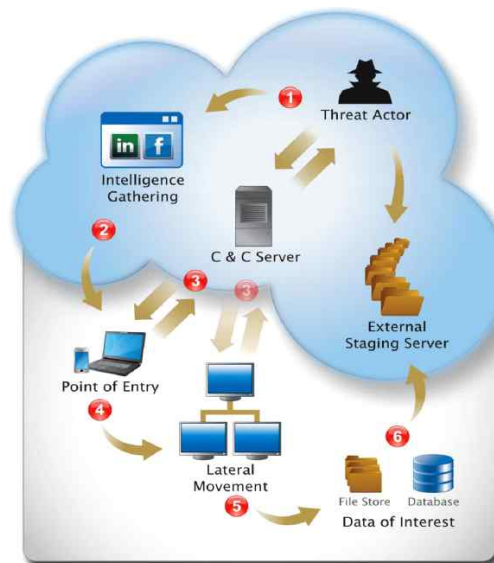 1
Threat Actor
in f
Intelligence
Gathering
2
C & C Server
3
3
External
Staging Server
Point of Entry
4
Lateral
Movement
5
6
File Store
Database
Data of Interest